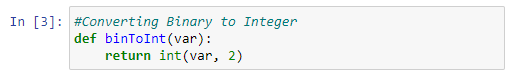 In [3]: #Converting Binary to Integer
def binToInt(var):
    return int(var, 2)